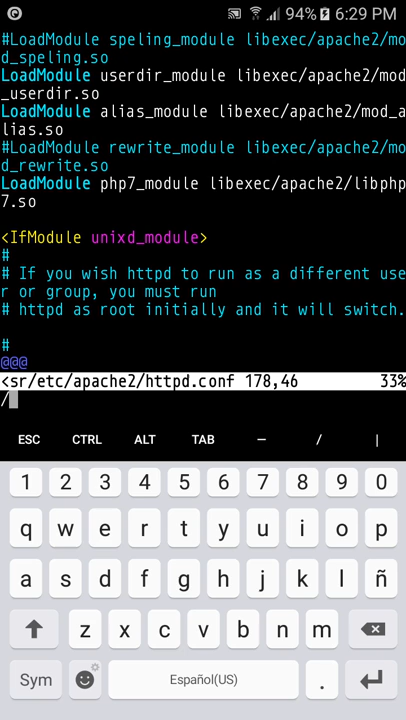 94% 6:29 PM
#LoadModule speling_module libexec/apache2/mo
d_speling.so
LoadModule userdir_module libexec/apache2/mod
_userdir.so
LoadModule alias_module libexec/apache2/mod_a
lias.so
#LoadModule rewrite_module libexec/apache2/mo
d_rewrite.so
LoadModule php7_module libexec/apache2/libphp
7.so
<IfModule unixd_module>
#
# If you wish httpd to run as a different use
r or group, you must run
# httpd as root initially and it will switch.
#
@@@
<sr/etc/apache2/httpd.conf 178,46 33%
/
ESC CTRL ALT TAB — / |
1 2 3 4 5 6 7 8 9 0
q w e r t y u i o p
a s d f g h j k l ñ
z x c v b n m
Sym Español(US) .